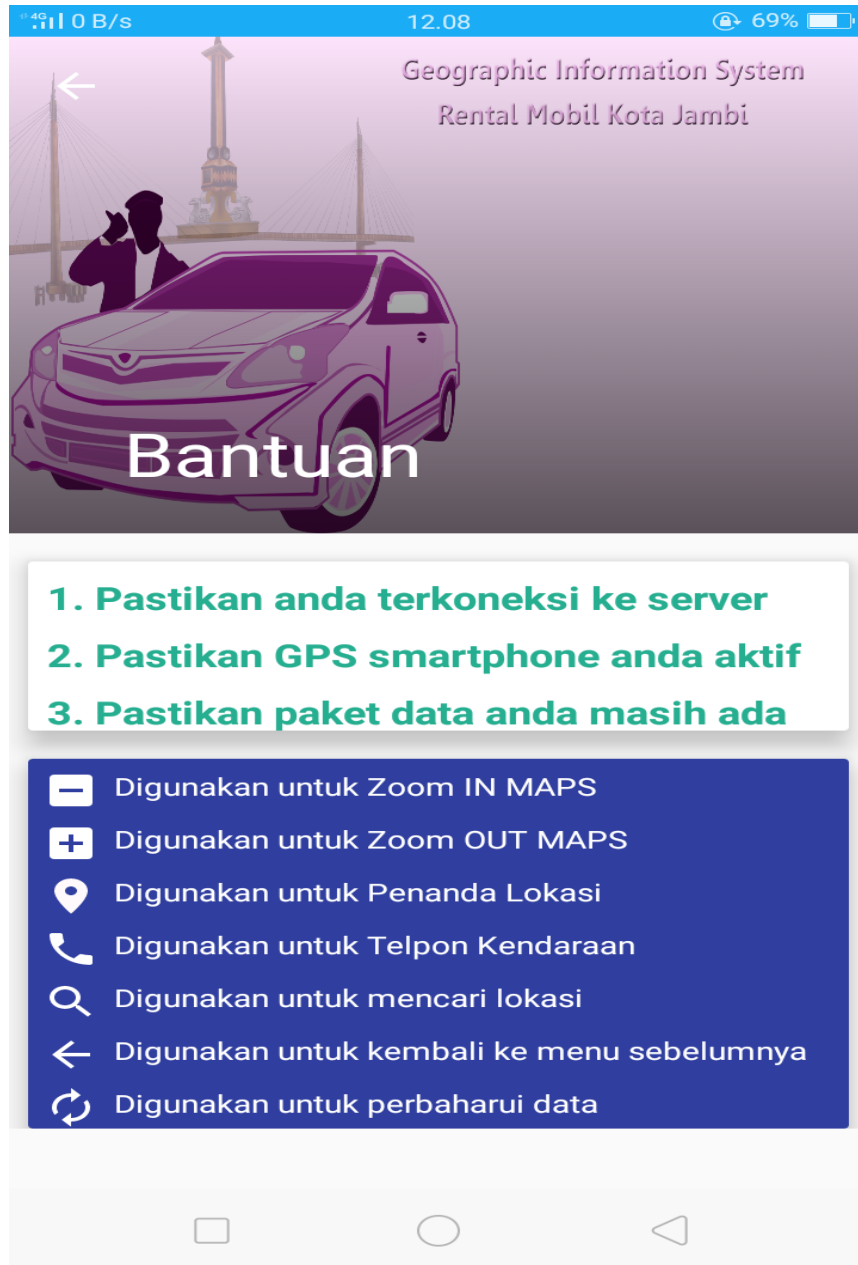 4G 0 B/s 12.08 69%
Geographic Information System
Rental Mobil Kota Jambi
Bantuan
1. Pastikan anda terkoneksi ke server
2. Pastikan GPS smartphone anda aktif
3. Pastikan paket data anda masih ada
Digunakan untuk Zoom IN MAPS
Digunakan untuk Zoom OUT MAPS
Digunakan untuk Penanda Lokasi
Digunakan untuk Telpon Kendaraan
Digunakan untuk mencari lokasi
Digunakan untuk kembali ke menu sebelumnya
Digunakan untuk perbaharui data